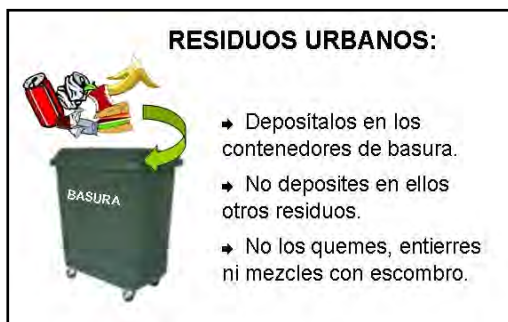 RESIDUOS URBANOS:
➔ Deposítalos en los
contenedores de basura.
➔ No deposites en ellos
otros residuos.
➔ No los quemes, entierres
ni mezcles con escombro.
BASURA